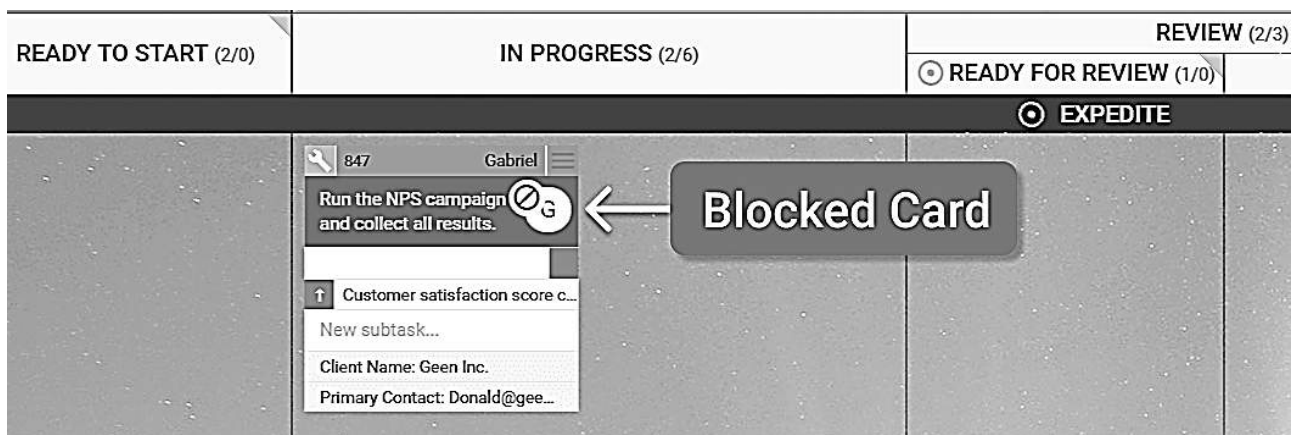 READY TO START (2/0)
IN PROGRESS (2/6)
REVIEW (2/3)
READY FOR REVIEW (1/0)
EXPEDITE
847 Gabriel
Run the NPS campaign
and collect all results.
G
Blocked Card
Customer satisfaction score c...
New subtask...
Client Name: Geen Inc.
Primary Contact: Donald@gee...